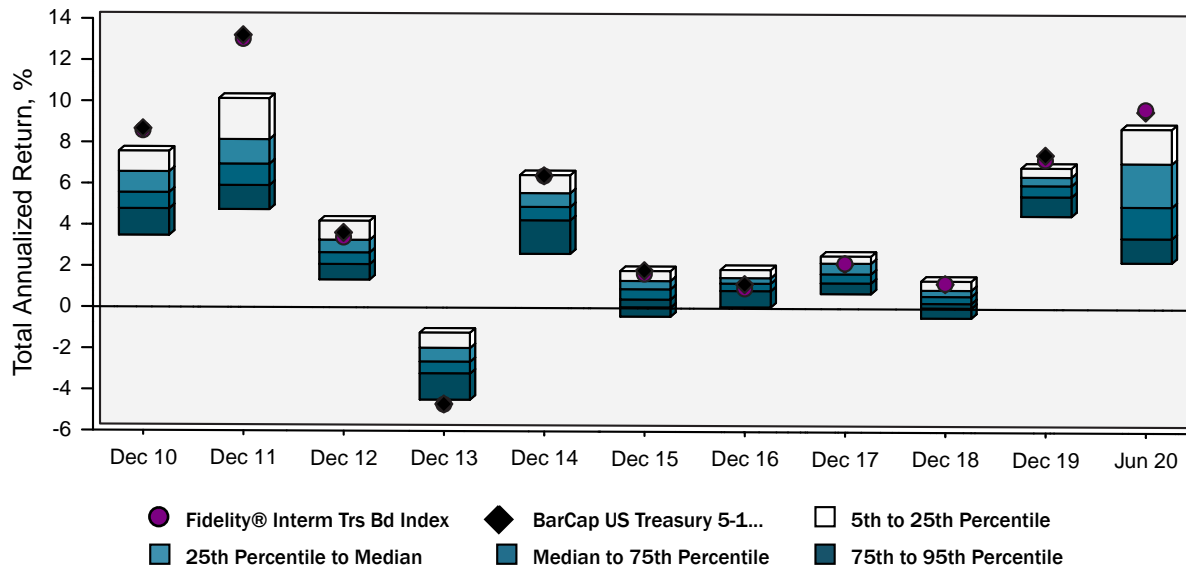 Total Annualized Return, %
14
12
10
8
6
4
2
0
-2
-4
-6
Dec 10 Dec 11 Dec 12 Dec 13 Dec 14 Dec 15 Dec 16 Dec 17 Dec 18 Dec 19 Jun 20
Fidelity® Interm Trs Bd Index BarCap US Treasury 5-1... 5th to 25th Percentile
25th Percentile to Median Median to 75th Percentile 75th to 95th Percentile